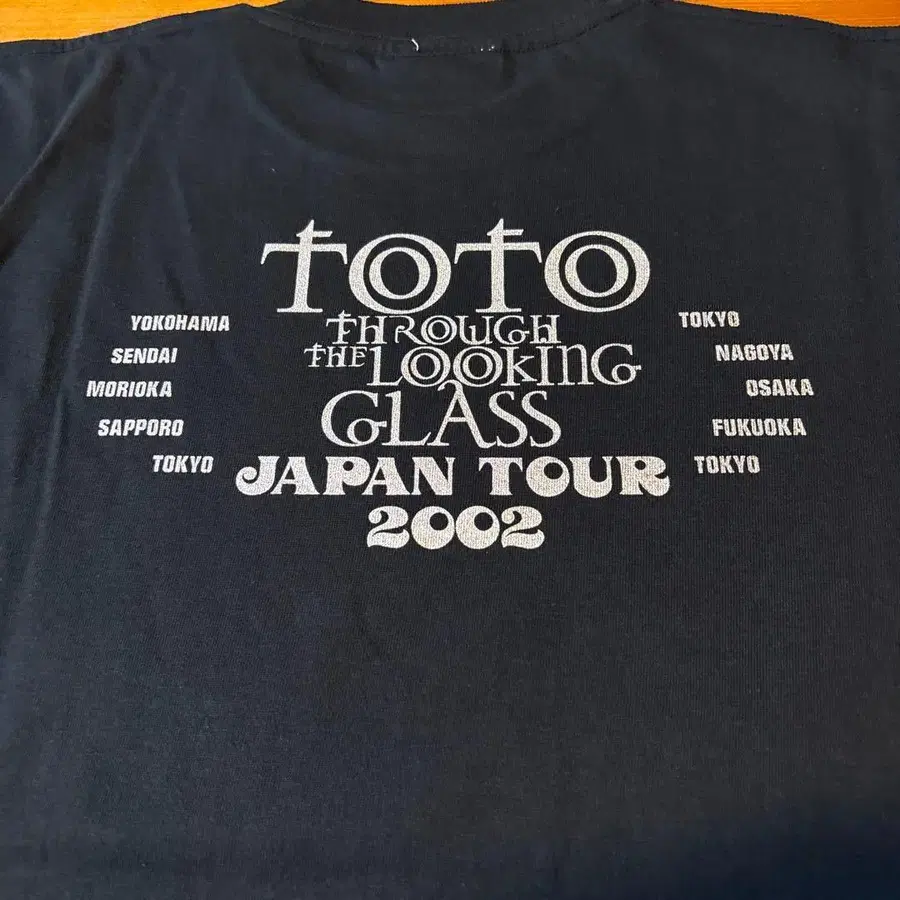 TOTO
THROUGH
THE LOOKING
GLASS
JAPAN TOUR
2002
YOKOHAMA
SENDAI
MORIOKA
SAPPORO
TOKYO
TOKYO
NAGOYA
OSAKA
FUKUOKA
TOKYO